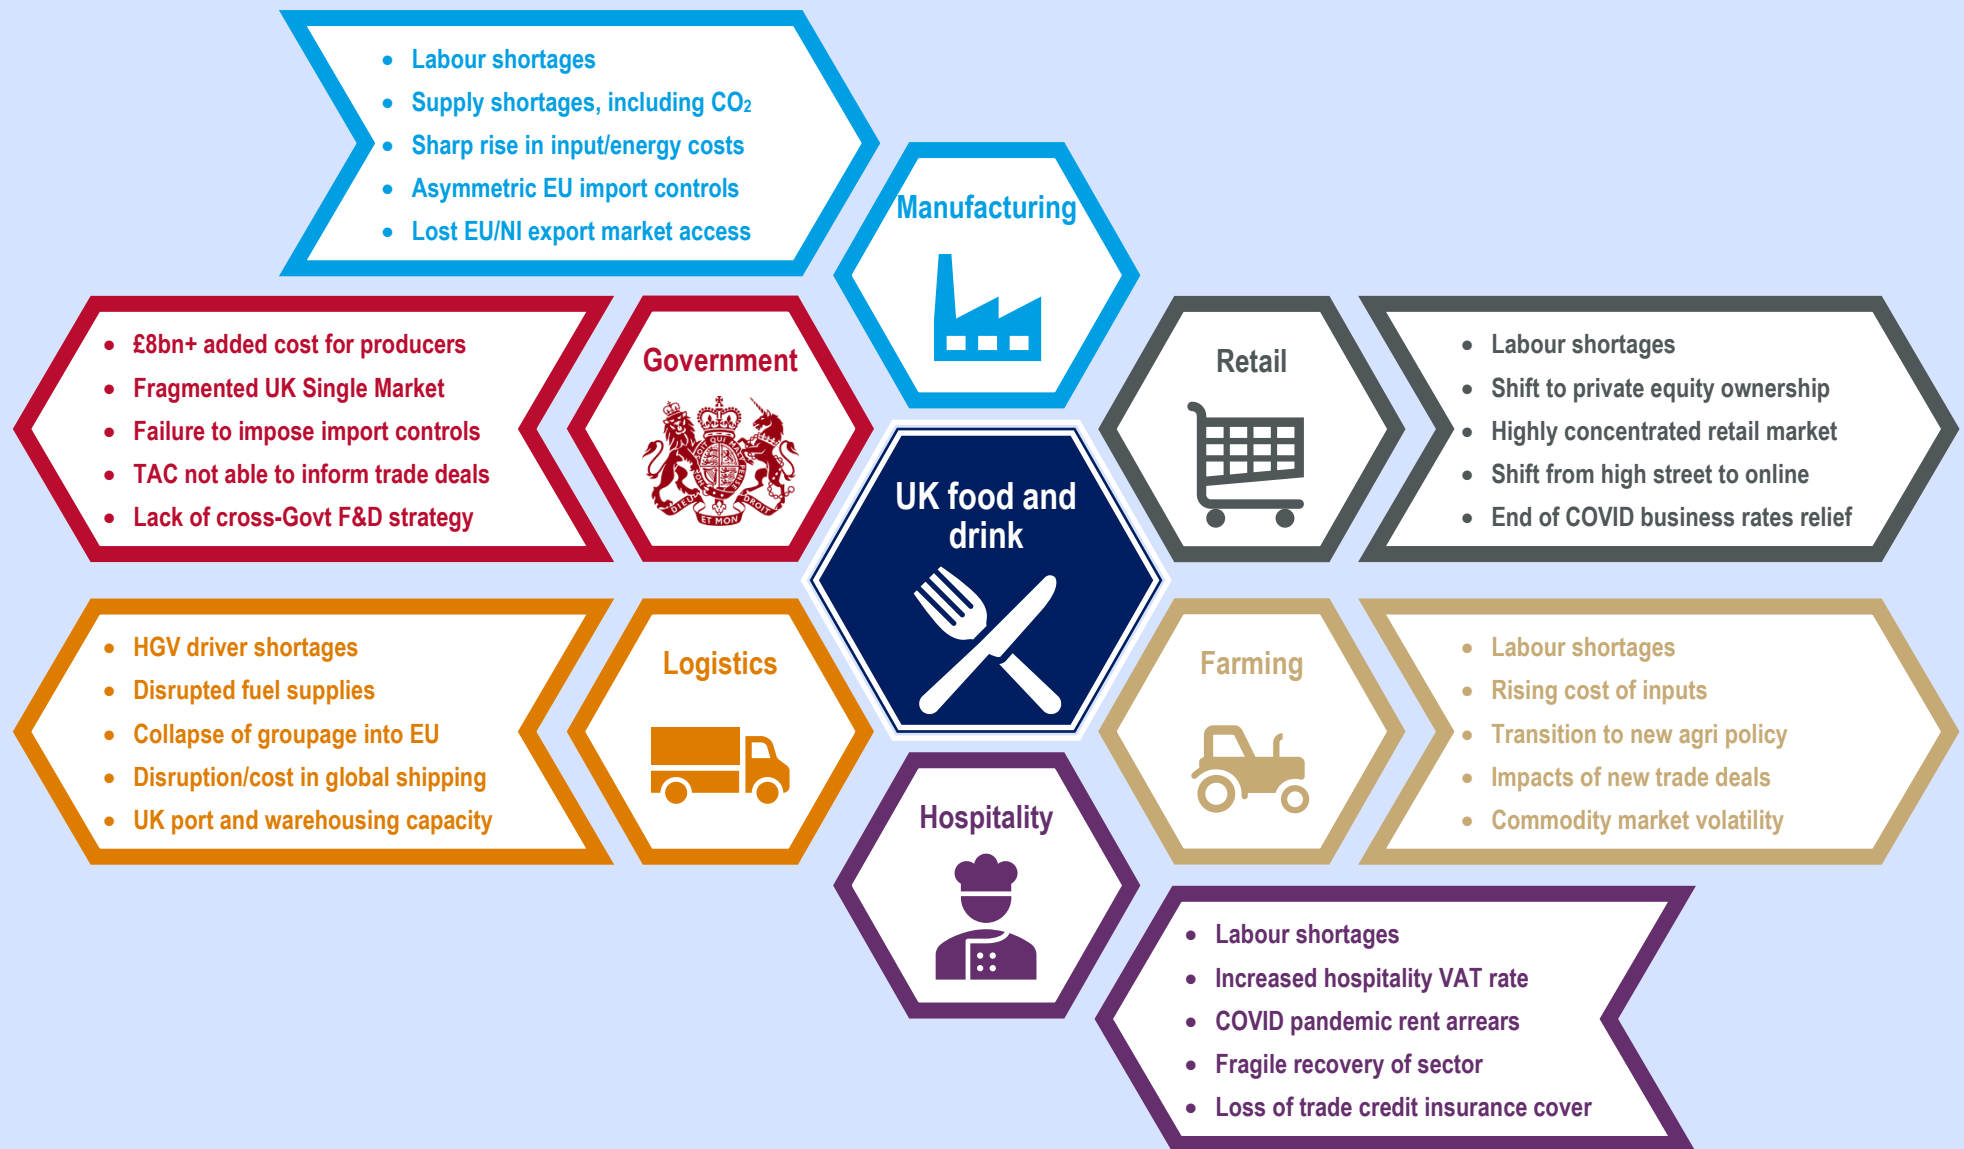 • Labour shortages
• Supply shortages, including CO₂
• Sharp rise in input/energy costs
• Asymmetric EU import controls
• Lost EU/NI export market access
Manufacturing
• £8bn+ added cost for producers
• Fragmented UK Single Market
• Failure to impose import controls
• TAC not able to inform trade deals
• Lack of cross-Govt F&D strategy
Government
DIEU
ET MON
DROIT
Retail
• Labour shortages
• Shift to private equity ownership
• Highly concentrated retail market
• Shift from high street to online
• End of COVID business rates relief
UK food and
drink
• HGV driver shortages
• Disrupted fuel supplies
• Collapse of groupage into EU
• Disruption/cost in global shipping
• UK port and warehousing capacity
Logistics
Farming
• Labour shortages
• Rising cost of inputs
• Transition to new agri policy
• Impacts of new trade deals
• Commodity market volatility
Hospitality
• Labour shortages
• Increased hospitality VAT rate
• COVID pandemic rent arrears
• Fragile recovery of sector
• Loss of trade credit insurance cover